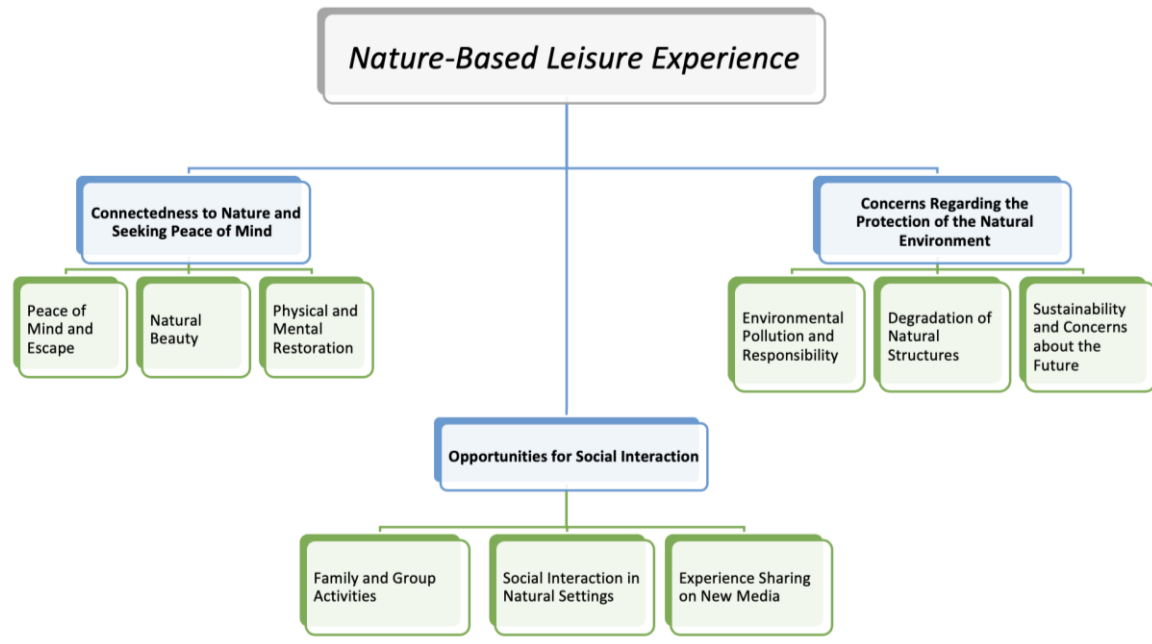 Nature-Based Leisure Experience
Connectedness to Nature and
Seeking Peace of Mind
Peace of
Mind and
Escape
Natural
Beauty
Physical and
Mental
Restoration
Concerns Regarding the
Protection of the Natural
Environment
Environmental
Pollution and
Responsibility
Degradation of
Natural
Structures
Sustainability
and Concerns
about the
Future
Opportunities for Social Interaction
Family and Group
Activities
Social Interaction in
Natural Settings
Experience Sharing
on New Media